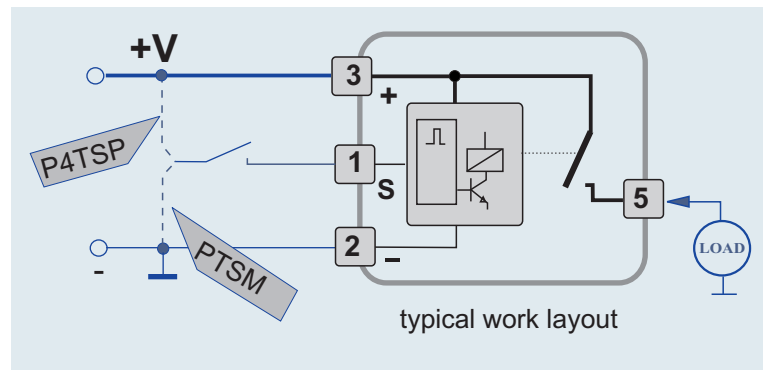 +V
3
+
P4TSP
1
S
5
LOAD
2
-
-
PTSM
typical work layout